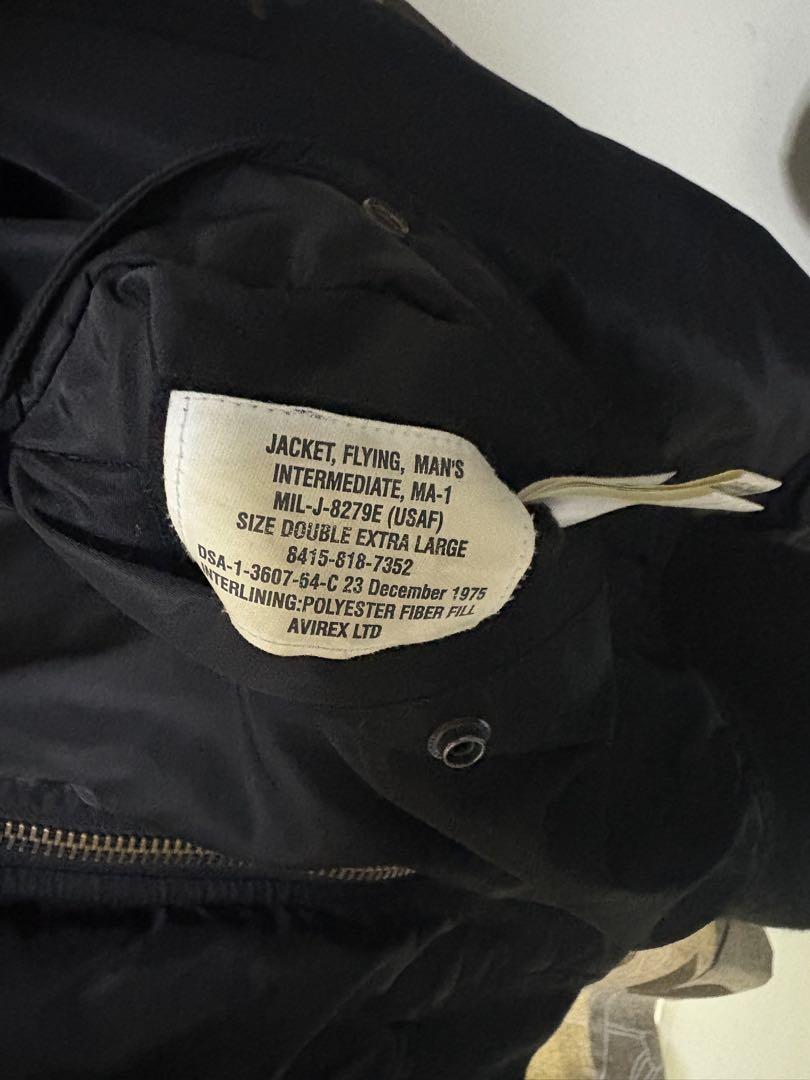 JACKET, FLYING, MAN'S
INTERMEDIATE, MA-1
MIL-J-8279E (USAF)
SIZE DOUBLE EXTRA LARGE
8415-818-7352
DSA-1-3607-64-C 23 December 1975
INTERLINING:POLYESTER FIBER FILL
AVIREX LTD